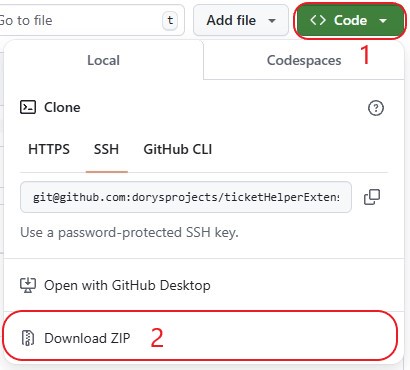 Go to file t Add file <> Code
1
Local Codespaces
Clone
HTTPS SSH GitHub CLI
git@github.com:dorysprojects/ticketHelperExtens
Use a password-protected SSH key.
Open with GitHub Desktop
Download ZIP 2